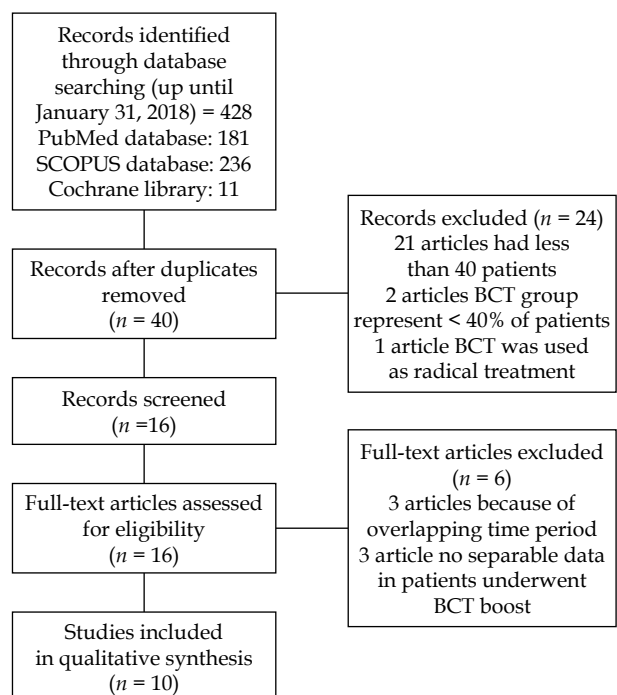 Records identified
through database
searching (up until
January 31, 2018) = 428
PubMed database: 181
SCOPUS database: 236
Cochrane library: 11
Records after duplicates
removed
(n = 40)
Records excluded (n = 24)
21 articles had less
than 40 patients
2 articles BCT group
represent < 40% of patients
1 article BCT was used
as radical treatment
Records screened
(n =16)
Full-text articles assessed
for eligibility
(n = 16)
Full-text articles excluded
(n = 6)
3 articles because of
overlapping time period
3 article no separable data
in patients underwent
BCT boost
Studies included
in qualitative synthesis
(n = 10)